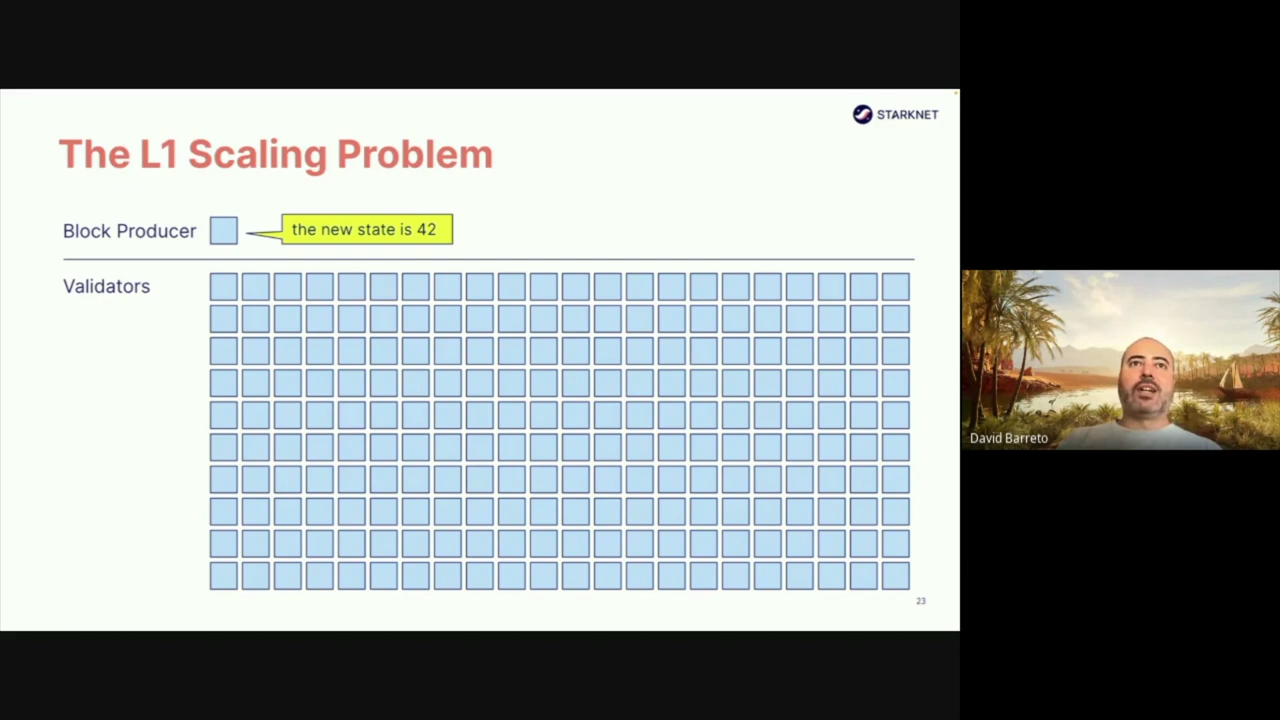 STARKNET
The L1 Scaling Problem
Block Producer
the new state is 42
Validators
23
David Barreto